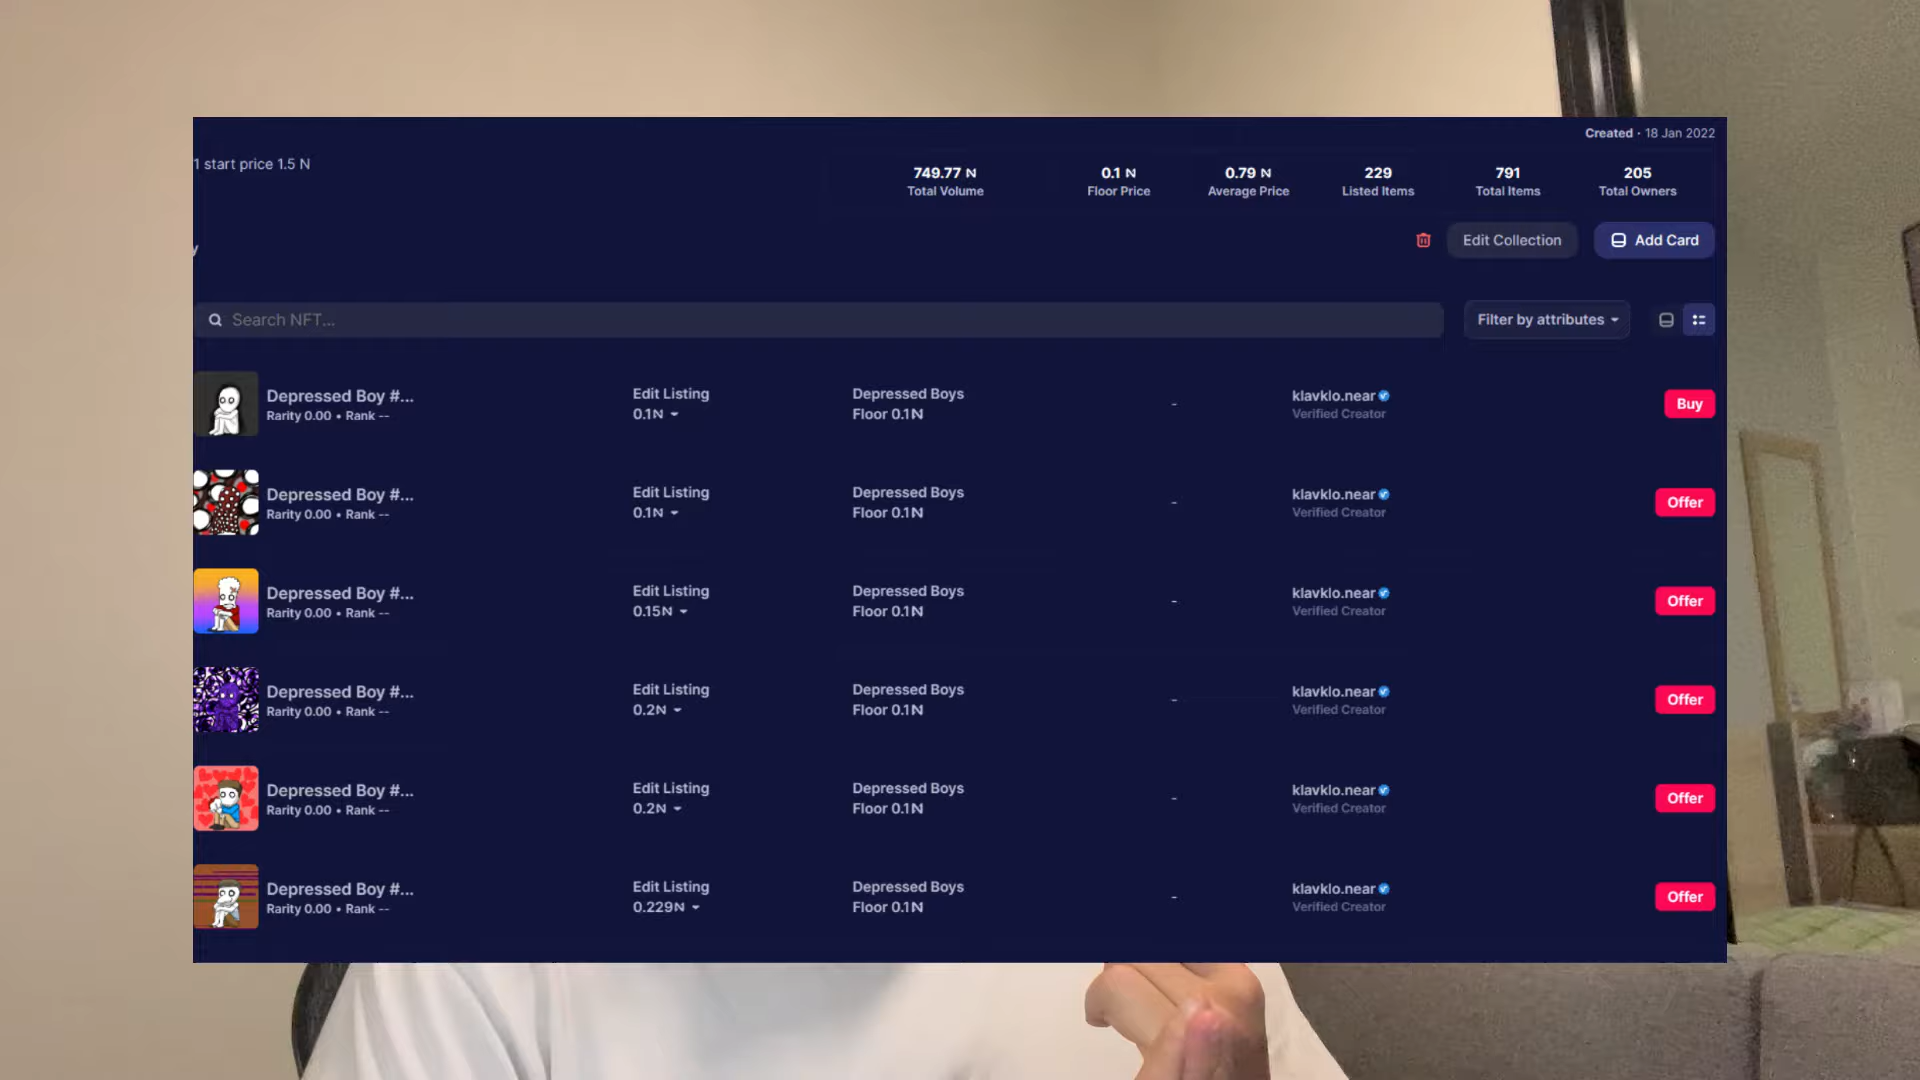 Created · 18 Jan 2022
1 start price 1.5 N
749.77 N 0.1 N 0.79 N 229 791 205
Total Volume Floor Price Average Price Listed Items Total Items Total Owners
y
Edit Collection Add Card
Search NFT... Filter by attributes
Depressed Boy #... Edit Listing Depressed Boys klavklo.near
Rarity 0.00 • Rank -- 0.1N Floor 0.1N - Verified Creator Buy
Depressed Boy #... Edit Listing Depressed Boys klavklo.near
Rarity 0.00 • Rank -- 0.1N Floor 0.1N - Verified Creator Offer
Depressed Boy #... Edit Listing Depressed Boys klavklo.near
Rarity 0.00 • Rank -- 0.15N Floor 0.1N - Verified Creator Offer
Depressed Boy #... Edit Listing Depressed Boys klavklo.near
Rarity 0.00 • Rank -- 0.2N Floor 0.1N - Verified Creator Offer
Depressed Boy #... Edit Listing Depressed Boys klavklo.near
Rarity 0.00 • Rank -- 0.2N Floor 0.1N - Verified Creator Offer
Depressed Boy #... Edit Listing Depressed Boys klavklo.near
Rarity 0.00 • Rank -- 0.229N Floor 0.1N - Verified Creator Offer